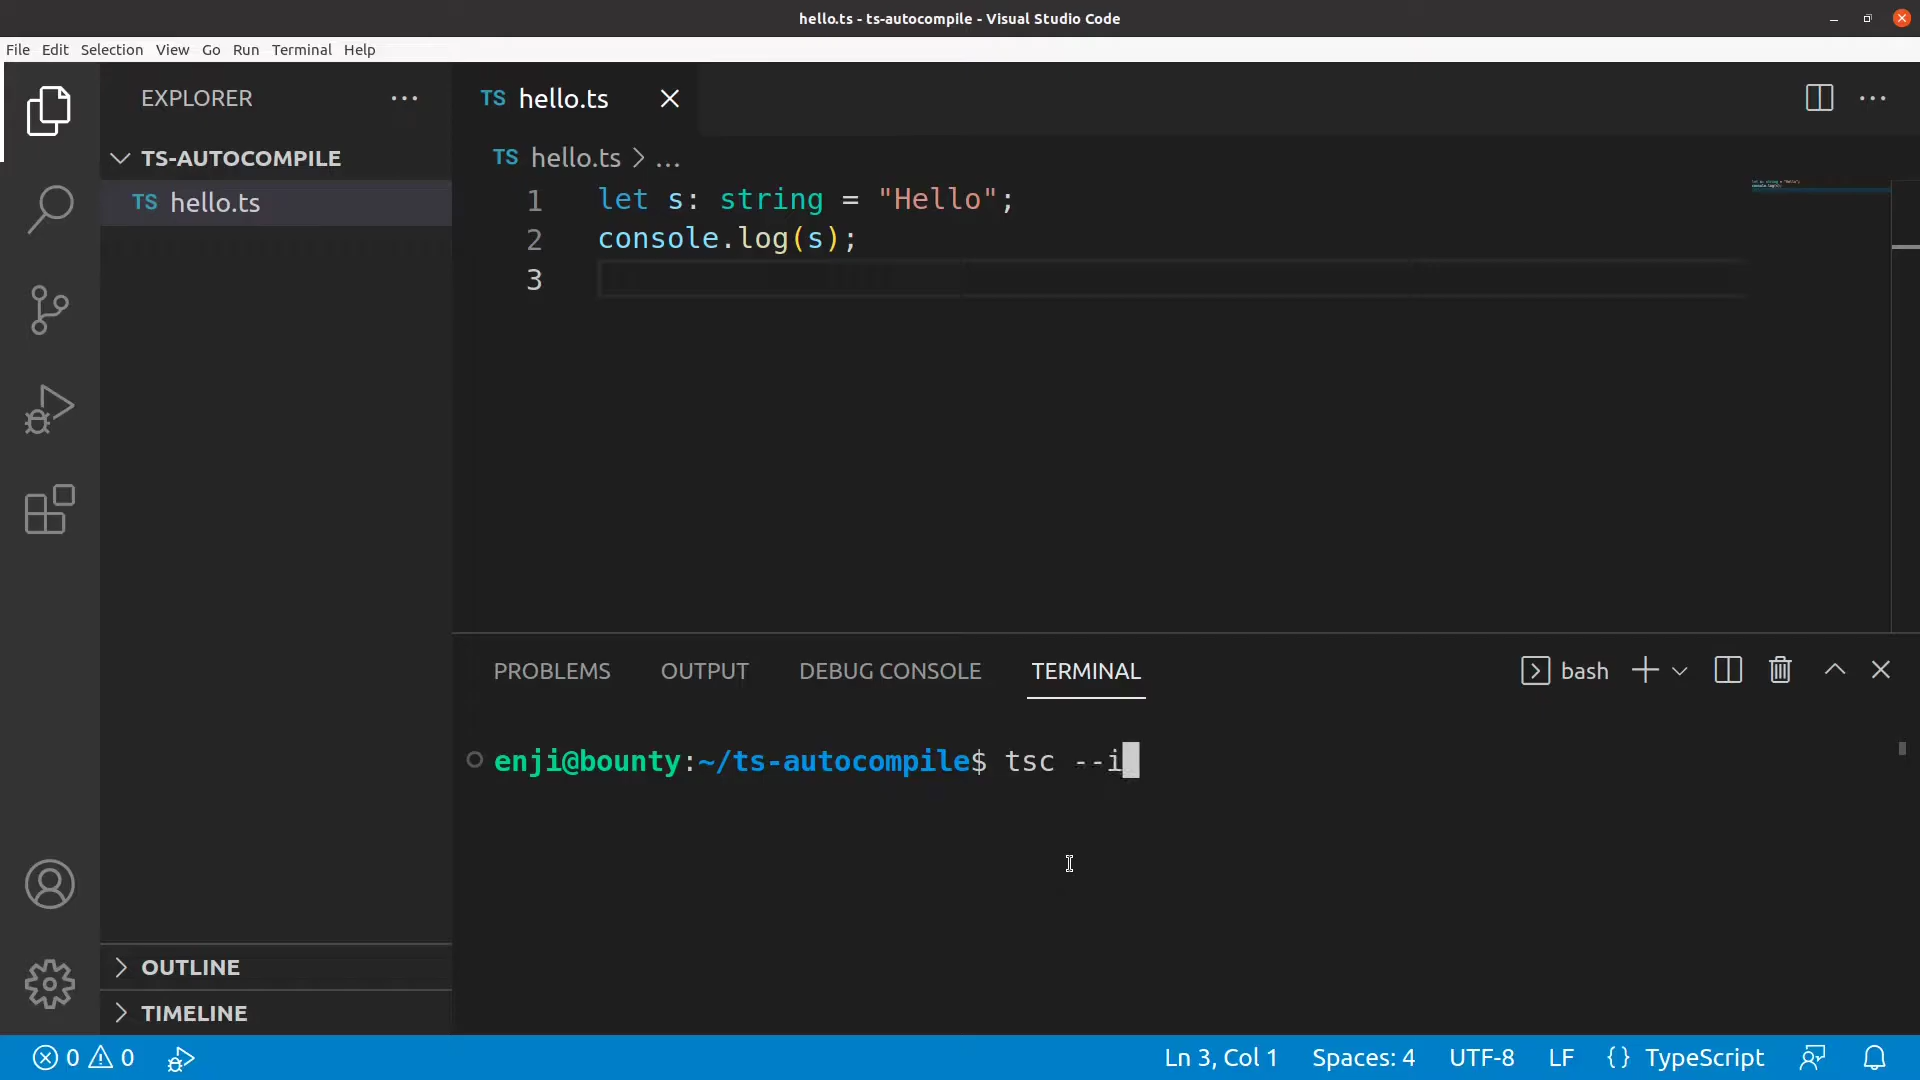 hello.ts - ts-autocompile - Visual Studio Code
File Edit Selection View Go Run Terminal Help
EXPLORER
TS-AUTOCOMPILE
TS hello.ts
TS hello.ts
TS hello.ts > ...
1 let s: string = "Hello";
2 console.log(s);
3
PROBLEMS OUTPUT DEBUG CONSOLE TERMINAL bash
enji@bounty:~/ts-autocompile$ tsc --i
OUTLINE
TIMELINE
0 0 Ln 3, Col 1 Spaces: 4 UTF-8 LF {} TypeScript